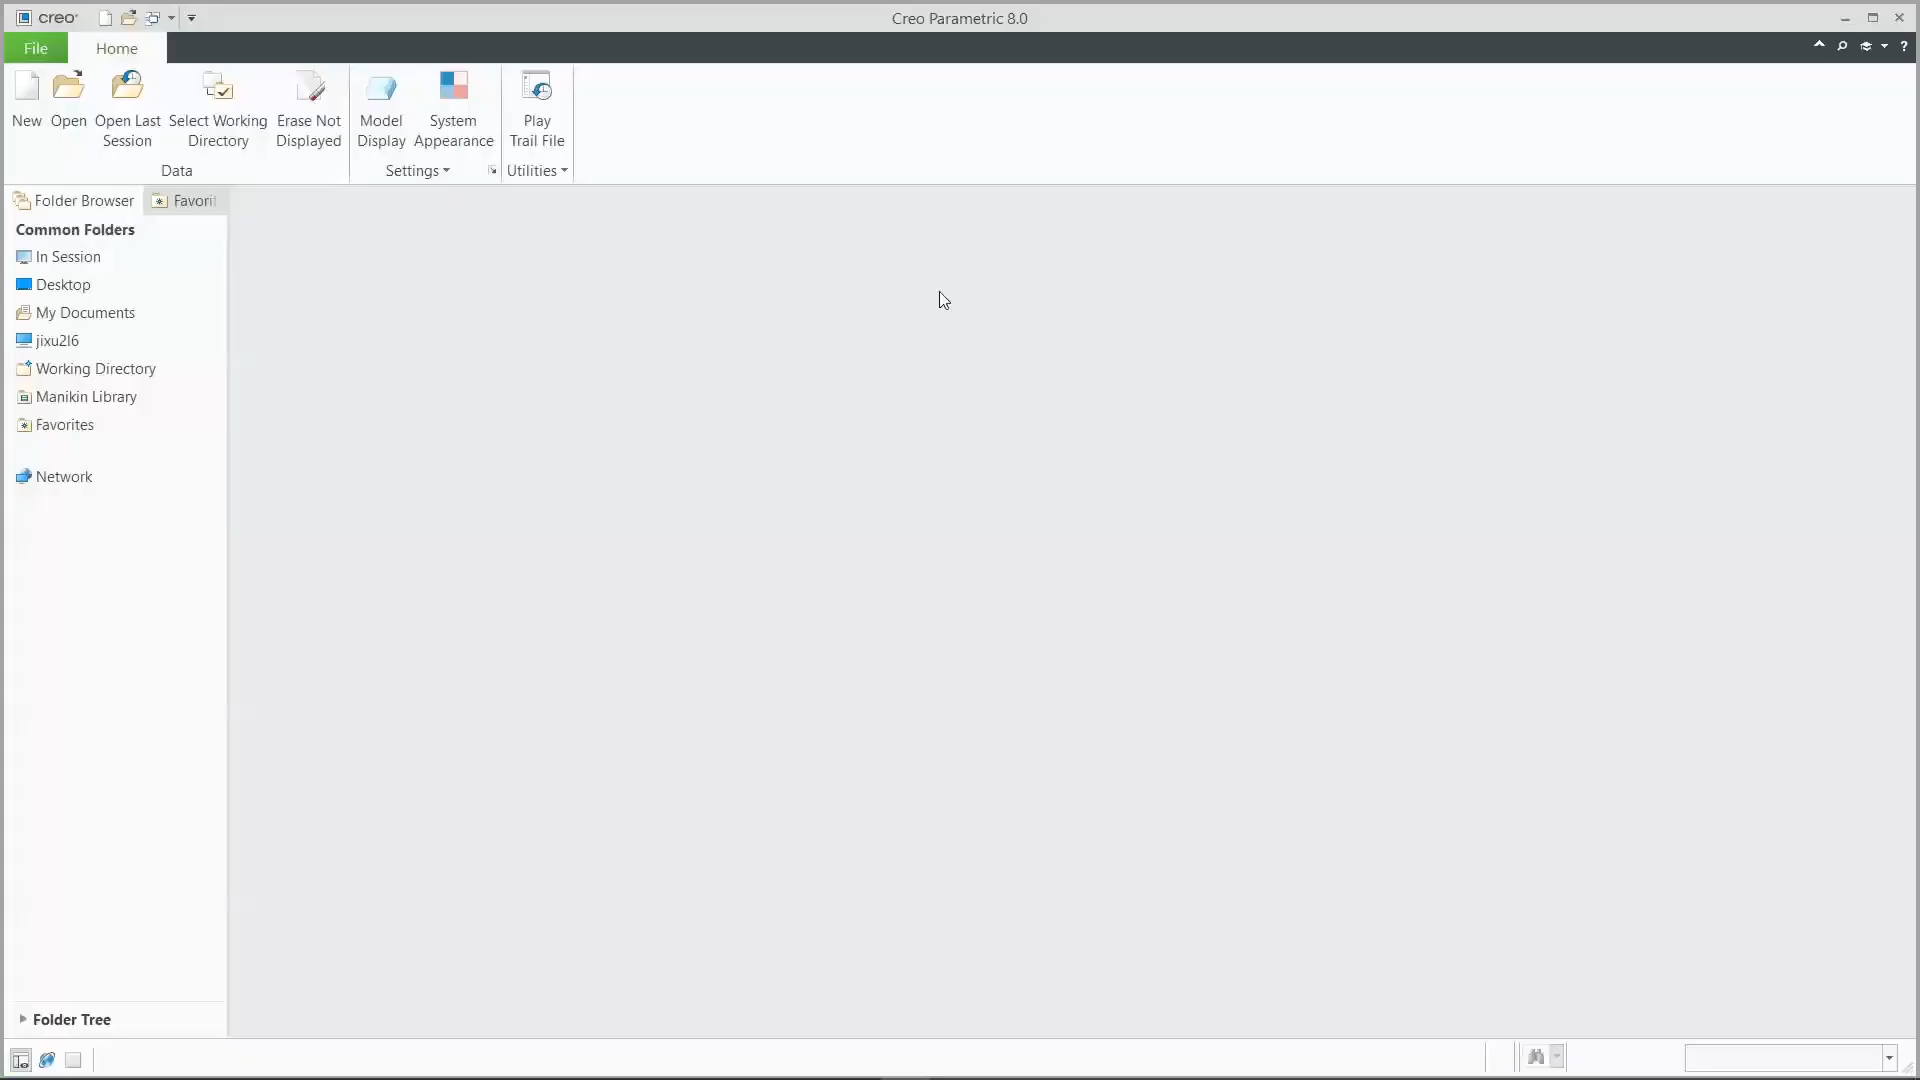 creo
Creo Parametric 8.0
File
Home
?
New
Open
Open Last
Session
Select Working
Directory
Erase Not
Displayed
Model
Display
System
Appearance
Play
Trail File
Data
Settings
Utilities
Folder Browser
Favorit
Common Folders
In Session
Desktop
My Documents
jixu2l6
Working Directory
Manikin Library
Favorites
Network
Folder Tree